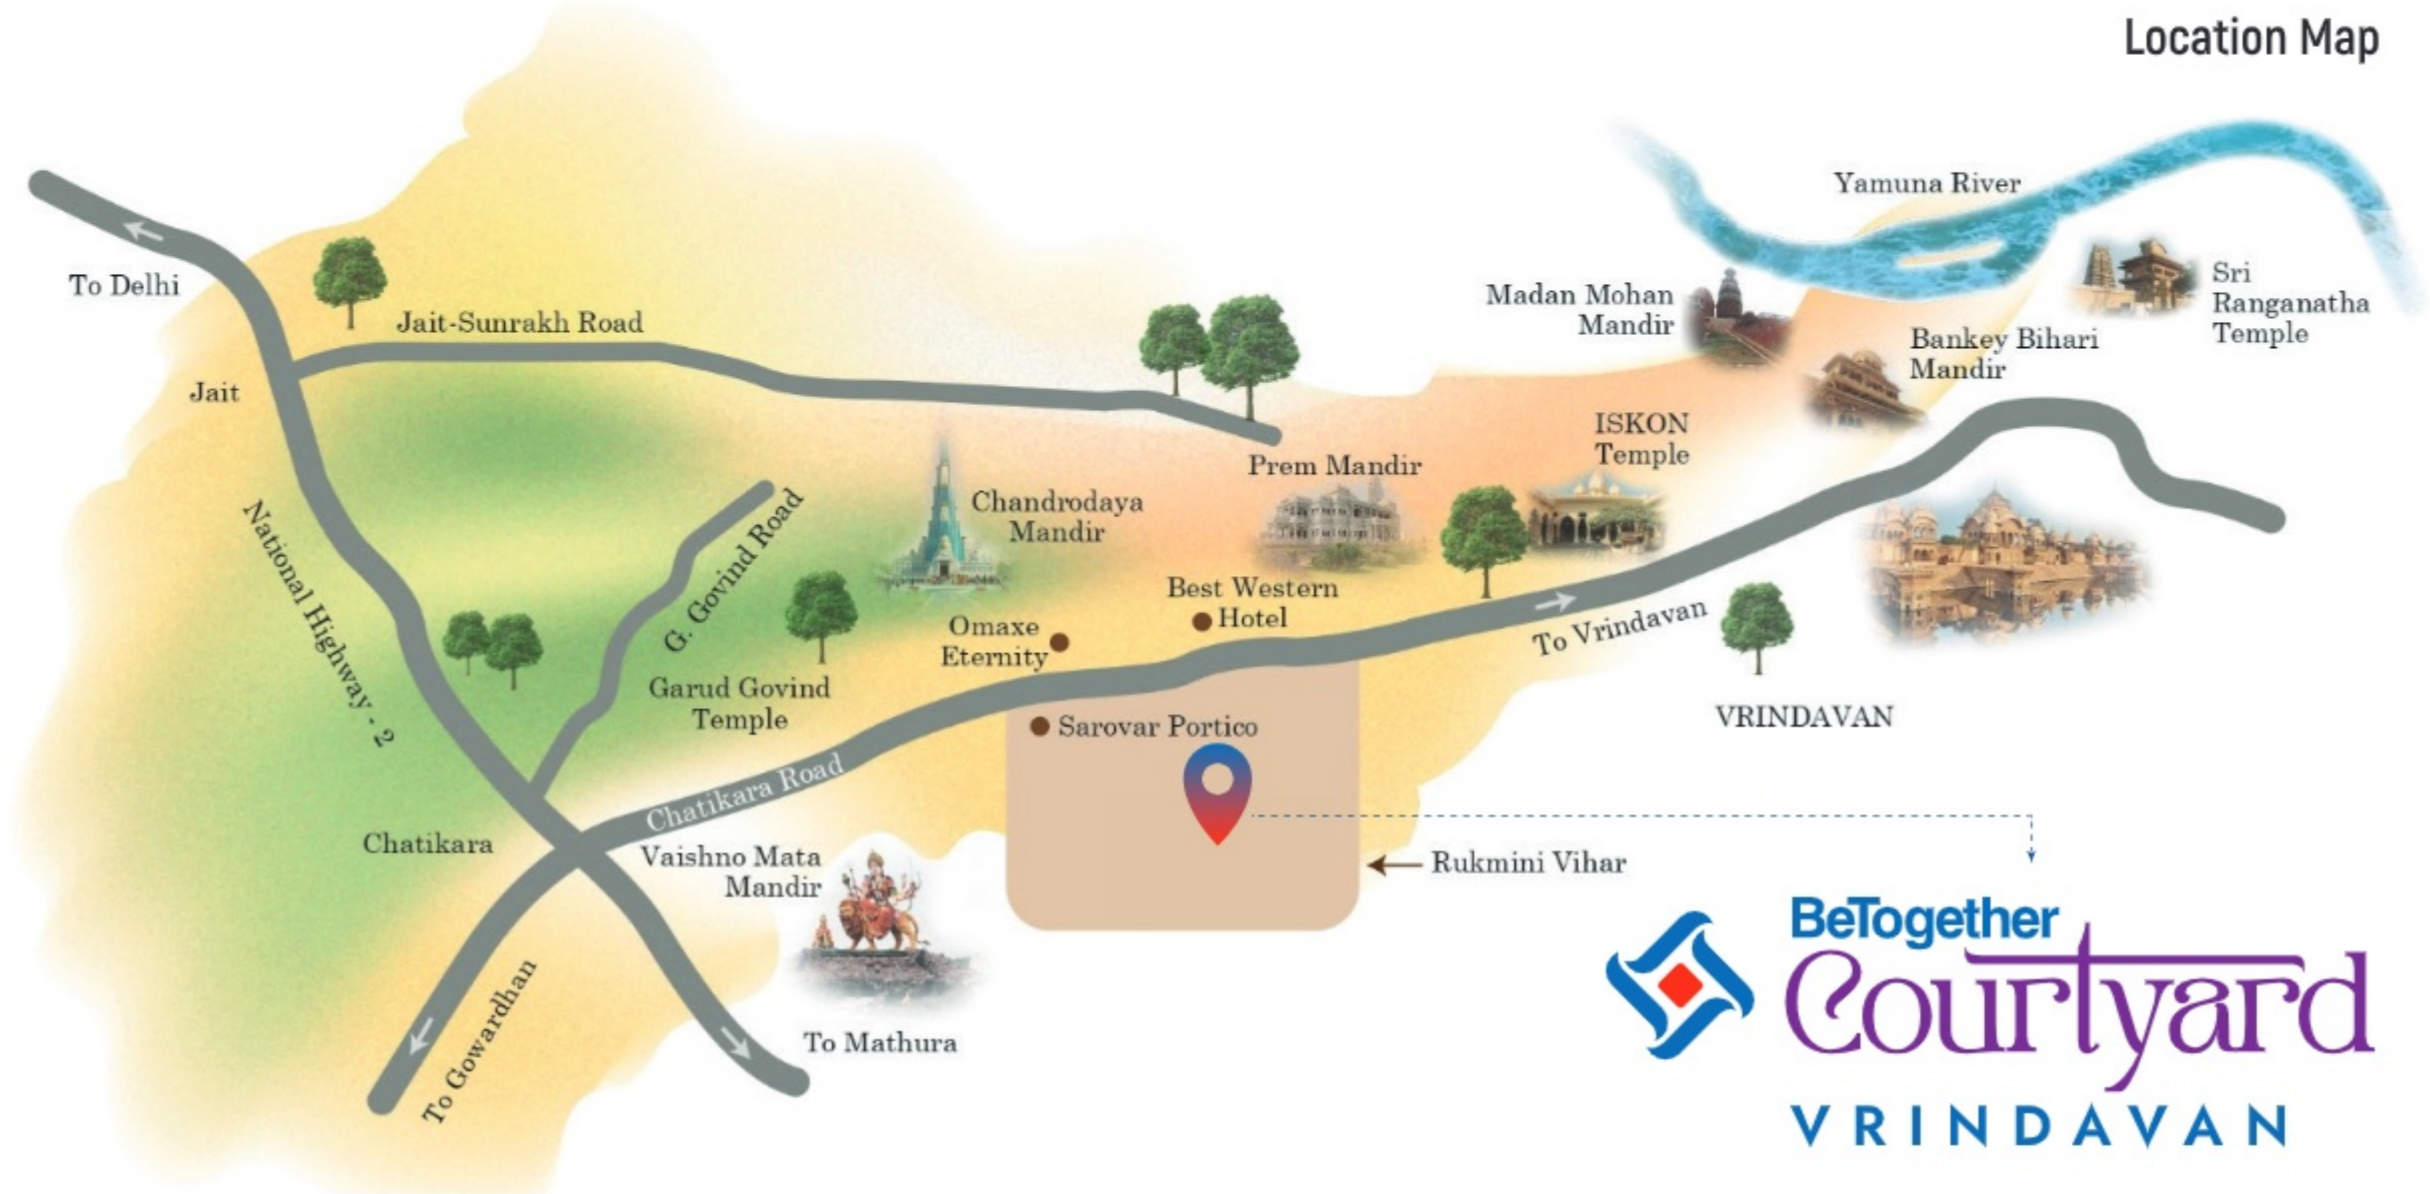 Location Map
Yamuna River
To Delhi
Jait-Sunrakh Road
Jait
Madan Mohan
Mandir
Sri
Ranganatha
Temple
Bankey Bihari
Mandir
ISKON
Temple
Prem Mandir
Chandrodaya
Mandir
National Highway - 2
G. Govind Road
Best Western
Hotel
Omaxe
Eternity
To Vrindavan
Garud Govind
Temple
Sarovar Portico
VRINDAVAN
Chatikara Road
Chatikara
Vaishno Mata
Mandir
Rukmini Vihar
To Gowardhan
To Mathura
BeTogether
Courtyard
VRINDAVAN